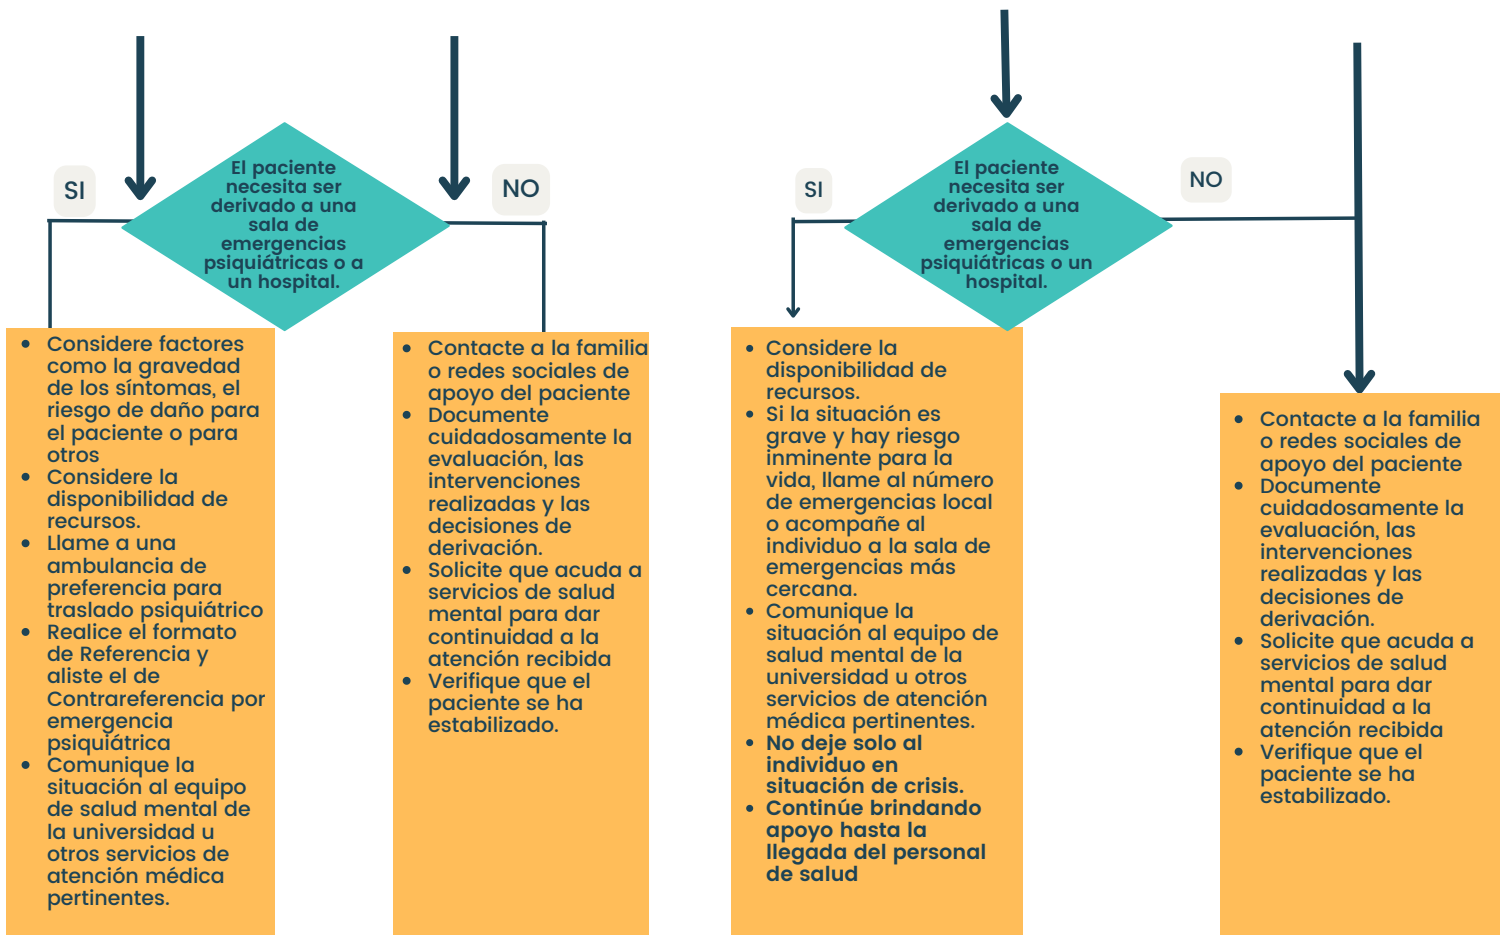 SI
El paciente
necesita ser
derivado a una
sala de
emergencias
psiquiátricas o a
un hospital.
NO
• Considere factores
como la gravedad
de los síntomas, el
riesgo de daño para
el paciente o para
otros
• Considere la
disponibilidad de
recursos.
• Llame a una
ambulancia de
preferencia para
traslado psiquiátrico
• Realice el formato
de Referencia y
aliste el de
Contrareferencia por
emergencia
psiquiátrica
• Comunique la
situación al equipo
de salud mental de
la universidad u
otros servicios de
atención médica
pertinentes.
• Contacte a la familia
o redes sociales de
apoyo del paciente
• Documente
cuidadosamente la
evaluación, las
intervenciones
realizadas y las
decisiones de
derivación.
• Solicite que acuda a
servicios de salud
mental para dar
continuidad a la
atención recibida
• Verifique que el
paciente se ha
estabilizado.
SI
El paciente
necesita ser
derivado a una
sala de
emergencias
psiquiátricas o un
hospital.
NO
• Considere la
disponibilidad de
recursos.
• Si la situación es
grave y hay riesgo
inminente para la
vida, llame al número
de emergencias local
o acompañe al
individuo a la sala de
emergencias más
cercana.
• Comunique la
situación al equipo de
salud mental de la
universidad u otros
servicios de atención
médica pertinentes.
• No deje solo al
individuo en
situación de crisis.
• Continúe brindando
apoyo hasta la
llegada del personal
de salud
• Contacte a la familia
o redes sociales de
apoyo del paciente
• Documente
cuidadosamente la
evaluación, las
intervenciones
realizadas y las
decisiones de
derivación.
• Solicite que acuda a
servicios de salud
mental para dar
continuidad a la
atención recibida
• Verifique que el
paciente se ha
estabilizado.